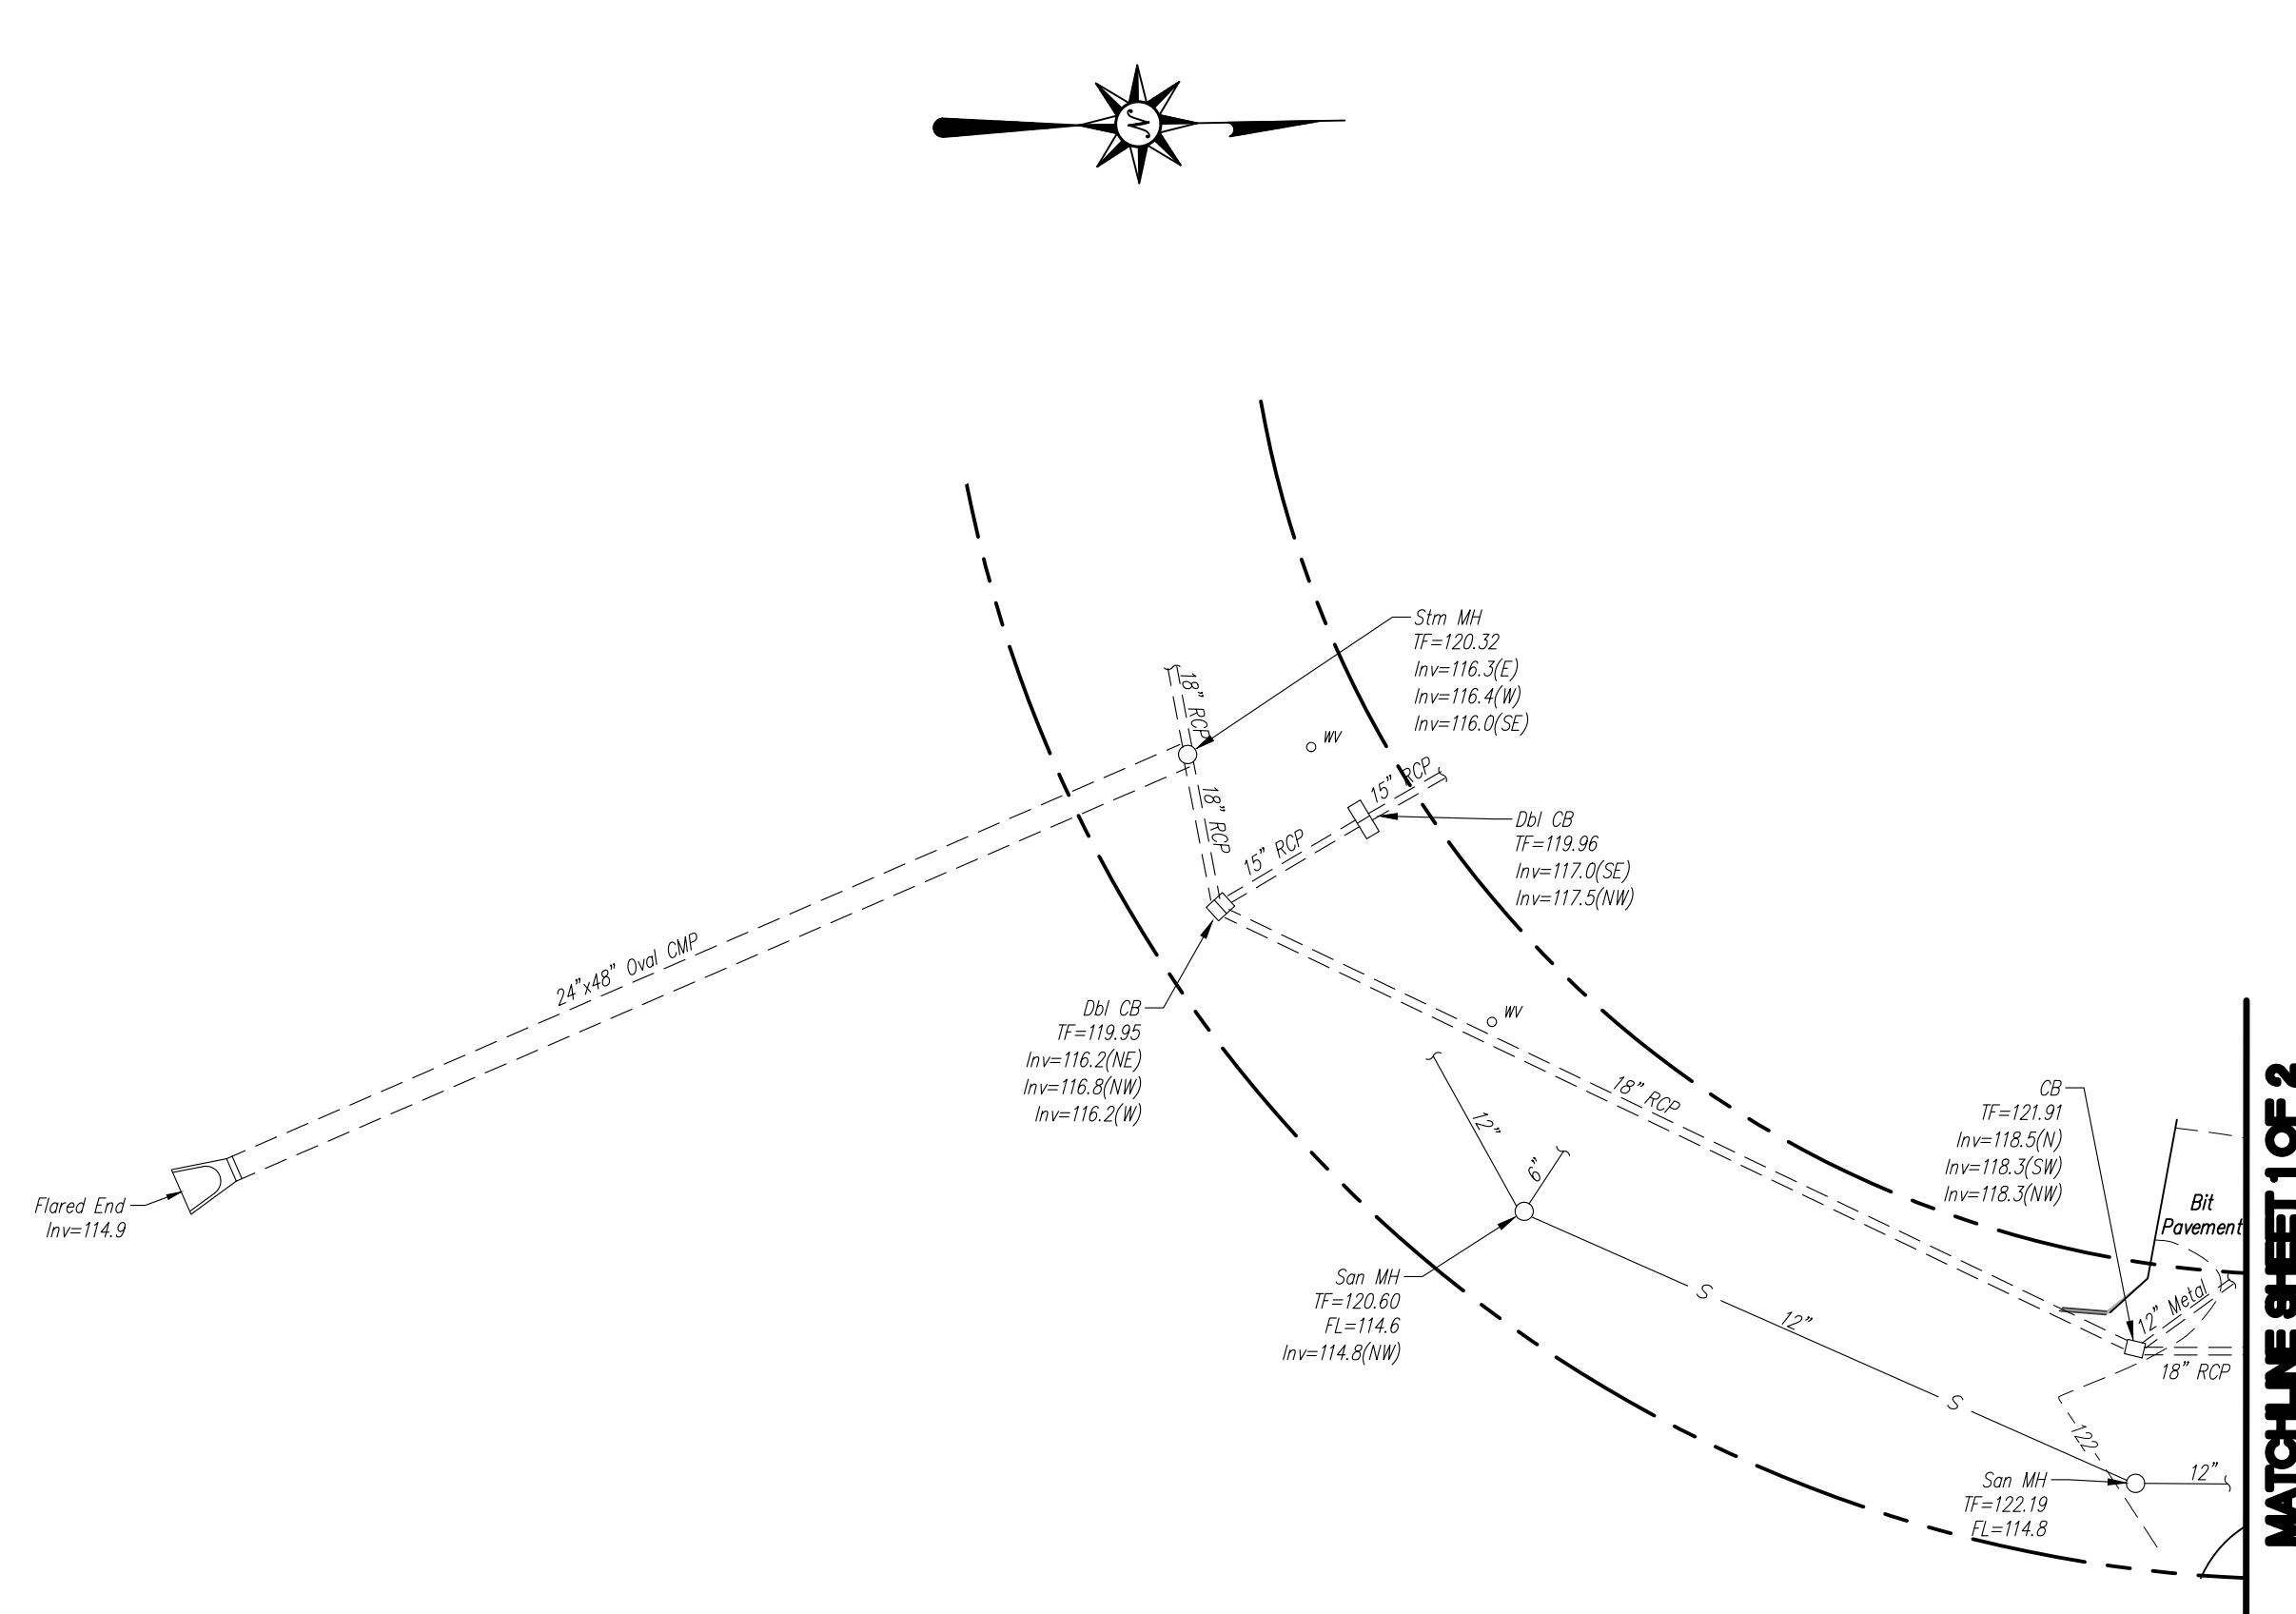 N
Stm MH
TF=120.32
Inv=116.3(E)
Inv=116.4(W)
Inv=116.0(SE)
18” RCP
WV
15” RCP
18” RCP
15” RCP
Dbl CB
TF=119.96
Inv=117.0(SE)
Inv=117.5(NW)
24”x48” Oval CMP
Dbl CB
TF=119.95
Inv=116.2(NE)
Inv=116.8(NW)
Inv=116.2(W)
WV
18” RCP
12”
6”
CB
TF=121.91
Inv=118.5(N)
Inv=118.3(SW)
Inv=118.3(NW)
Bit
Pavement
Flared End
Inv=114.9
San MH
TF=120.60
FL=114.6
Inv=114.8(NW)
S
12”
S
12” Metal
18” RCP
122
San MH
TF=122.19
FL=114.8
12”
MATCHLINE SHEET 1 OF 2